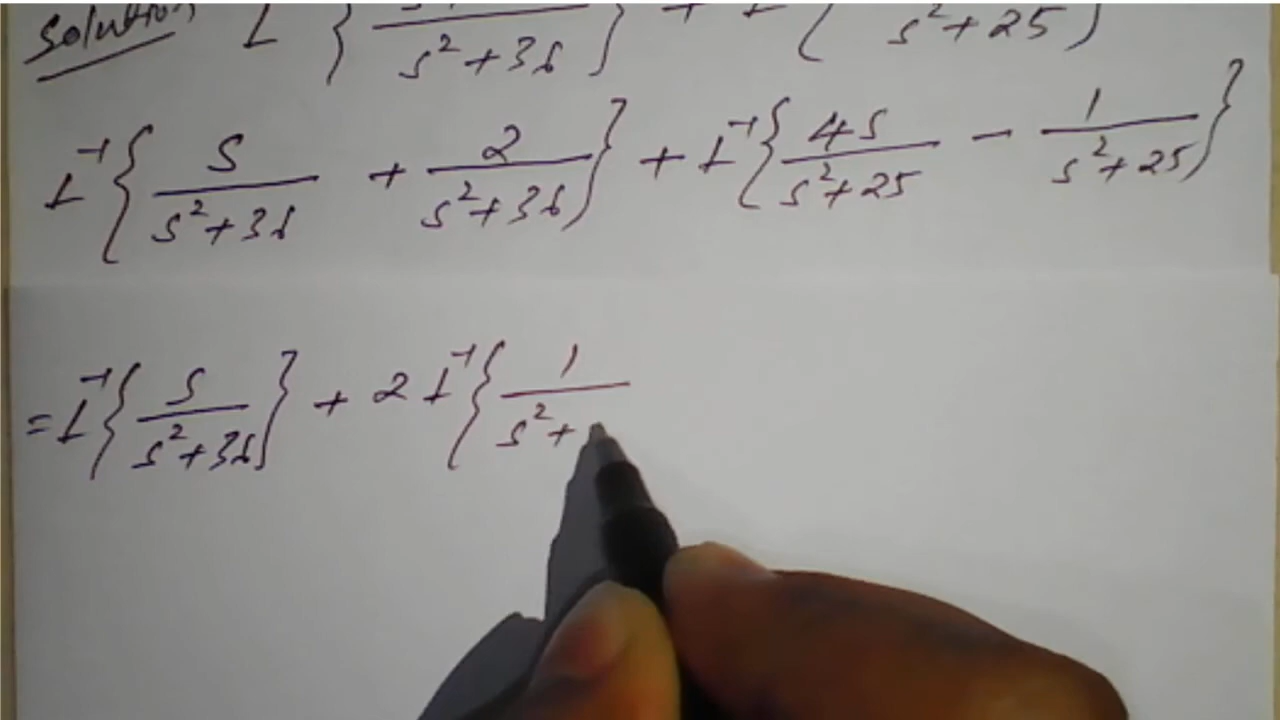 Solution L { / s²+36 } + { s²+25 )
L⁻¹{ s/(s²+36) + 2/(s²+36) } + L⁻¹{ 4s/(s²+25) - 1/(s²+25) }
= L⁻¹{ s/(s²+36) } + 2 L⁻¹{ 1/(s²+